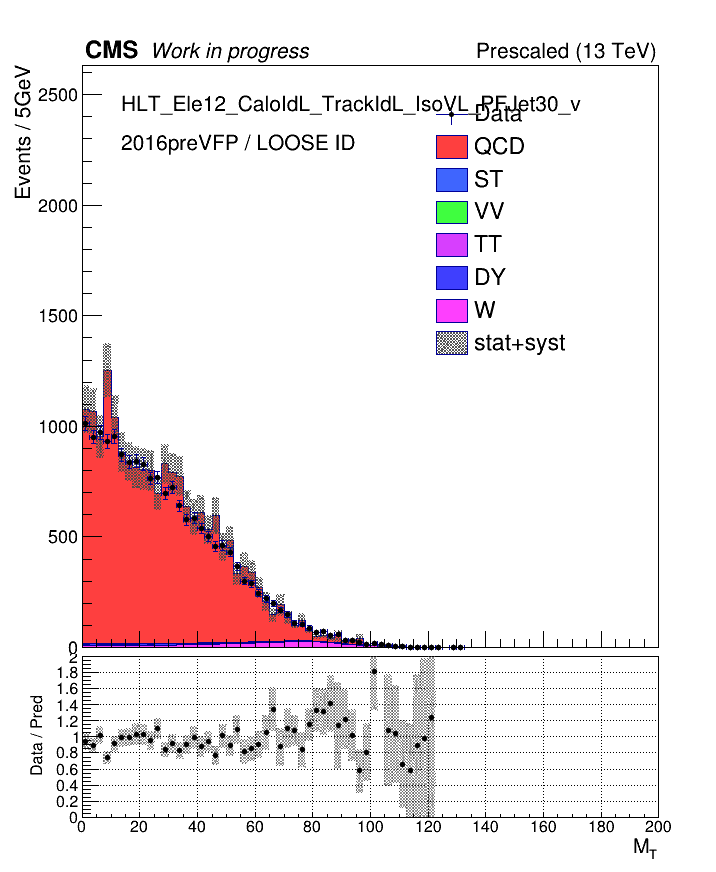 CMS Work in progress Prescaled (13 TeV)
Events / 5GeV
2500
2000
1500
1000
500
0
HLT_Ele12_CaloIdL_TrackIdL_IsoVL_PFJet30_v
2016preVFP / LOOSE ID
Data
QCD
ST
VV
TT
DY
W
stat+syst
Data / Pred
2
1.8
1.6
1.4
1.2
1
0.8
0.6
0.4
0.2
0
0 20 40 60 80 100 120 140 160 180 200
M_T